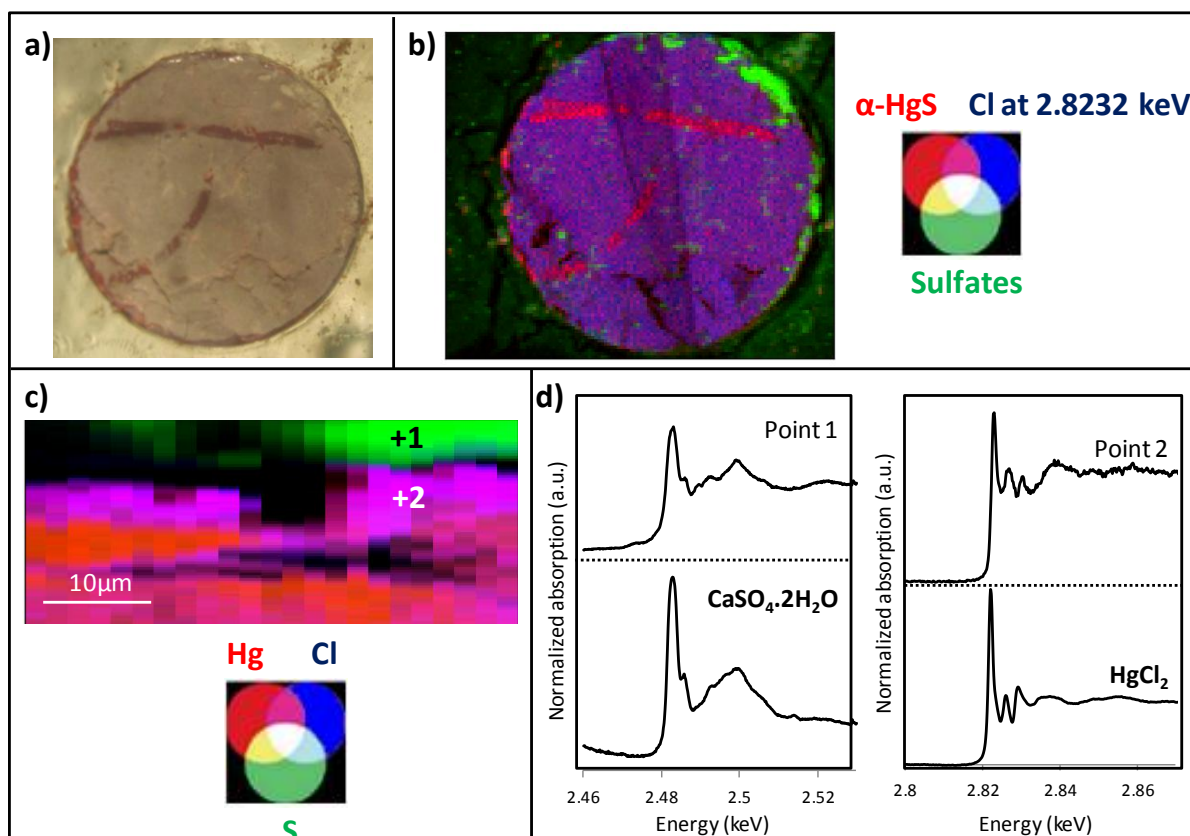 a)
b)
α-HgS Cl at 2.8232 keV
Sulfates
c)
+1
+2
10µm
Hg Cl
S
d)
Normalized absorption (a.u.)
Point 1
CaSO₄.2H₂O
2.46 2.48 2.5 2.52
Energy (keV)
Normalized absorption (a.u.)
Point 2
HgCl₂
2.8 2.82 2.84 2.86
Energy (keV)